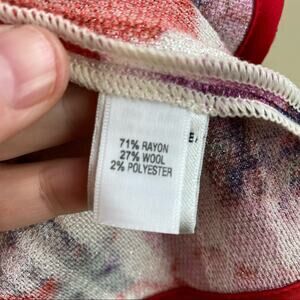 71% RAYON
27% WOOL
2% POLYESTER